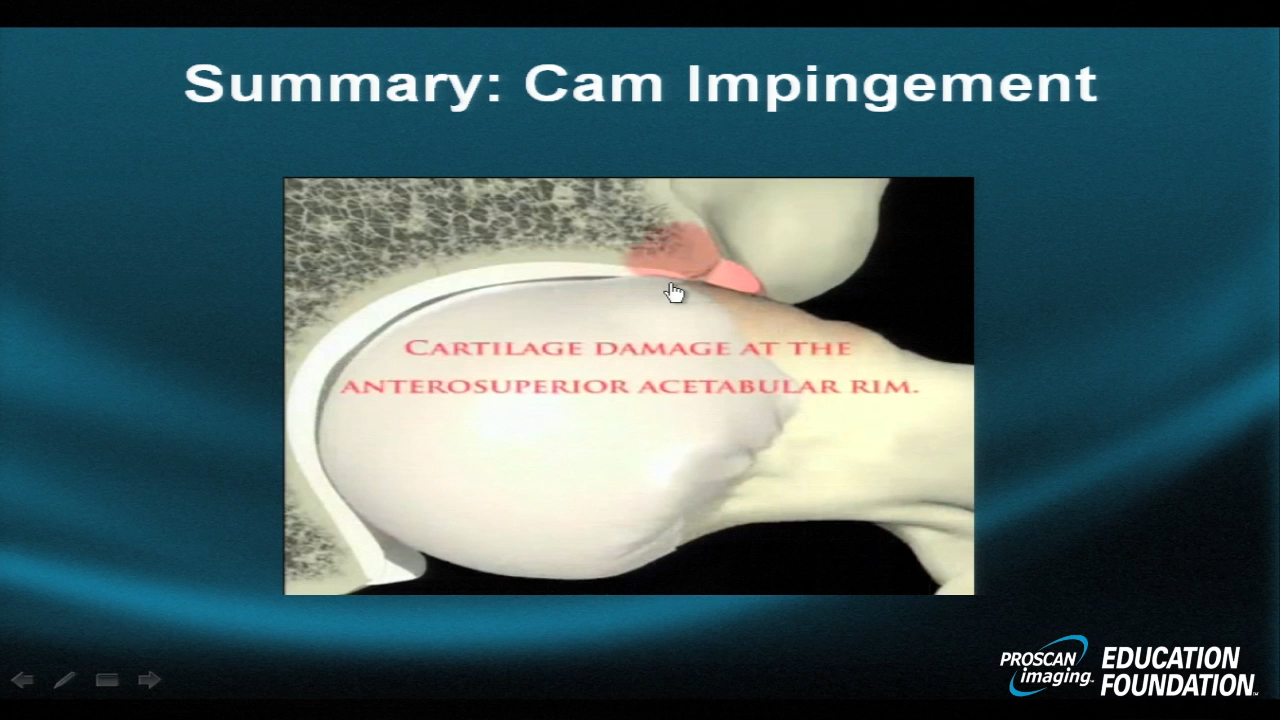 Summary: Cam Impingement
CARTILAGE DAMAGE AT THE
ANTEROSUPERIOR ACETABULAR RIM.
PROSCAN
imaging
EDUCATION
FOUNDATION